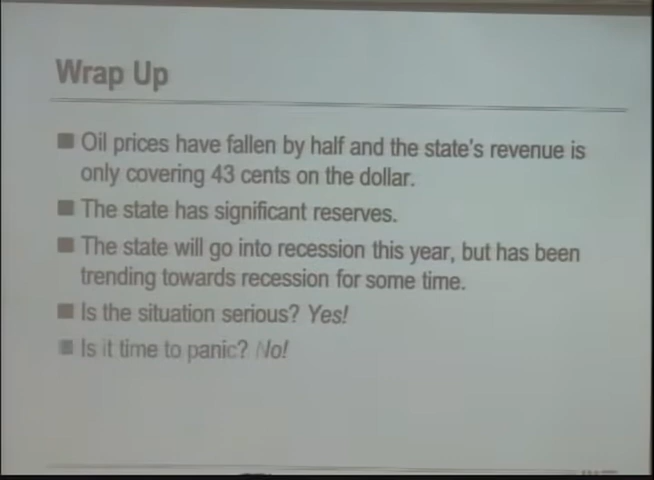 Wrap Up
Oil prices have fallen by half and the state's revenue is
only covering 43 cents on the dollar.
The state has significant reserves.
The state will go into recession this year, but has been
trending towards recession for some time.
Is the situation serious? Yes!
Is it time to panic? No!